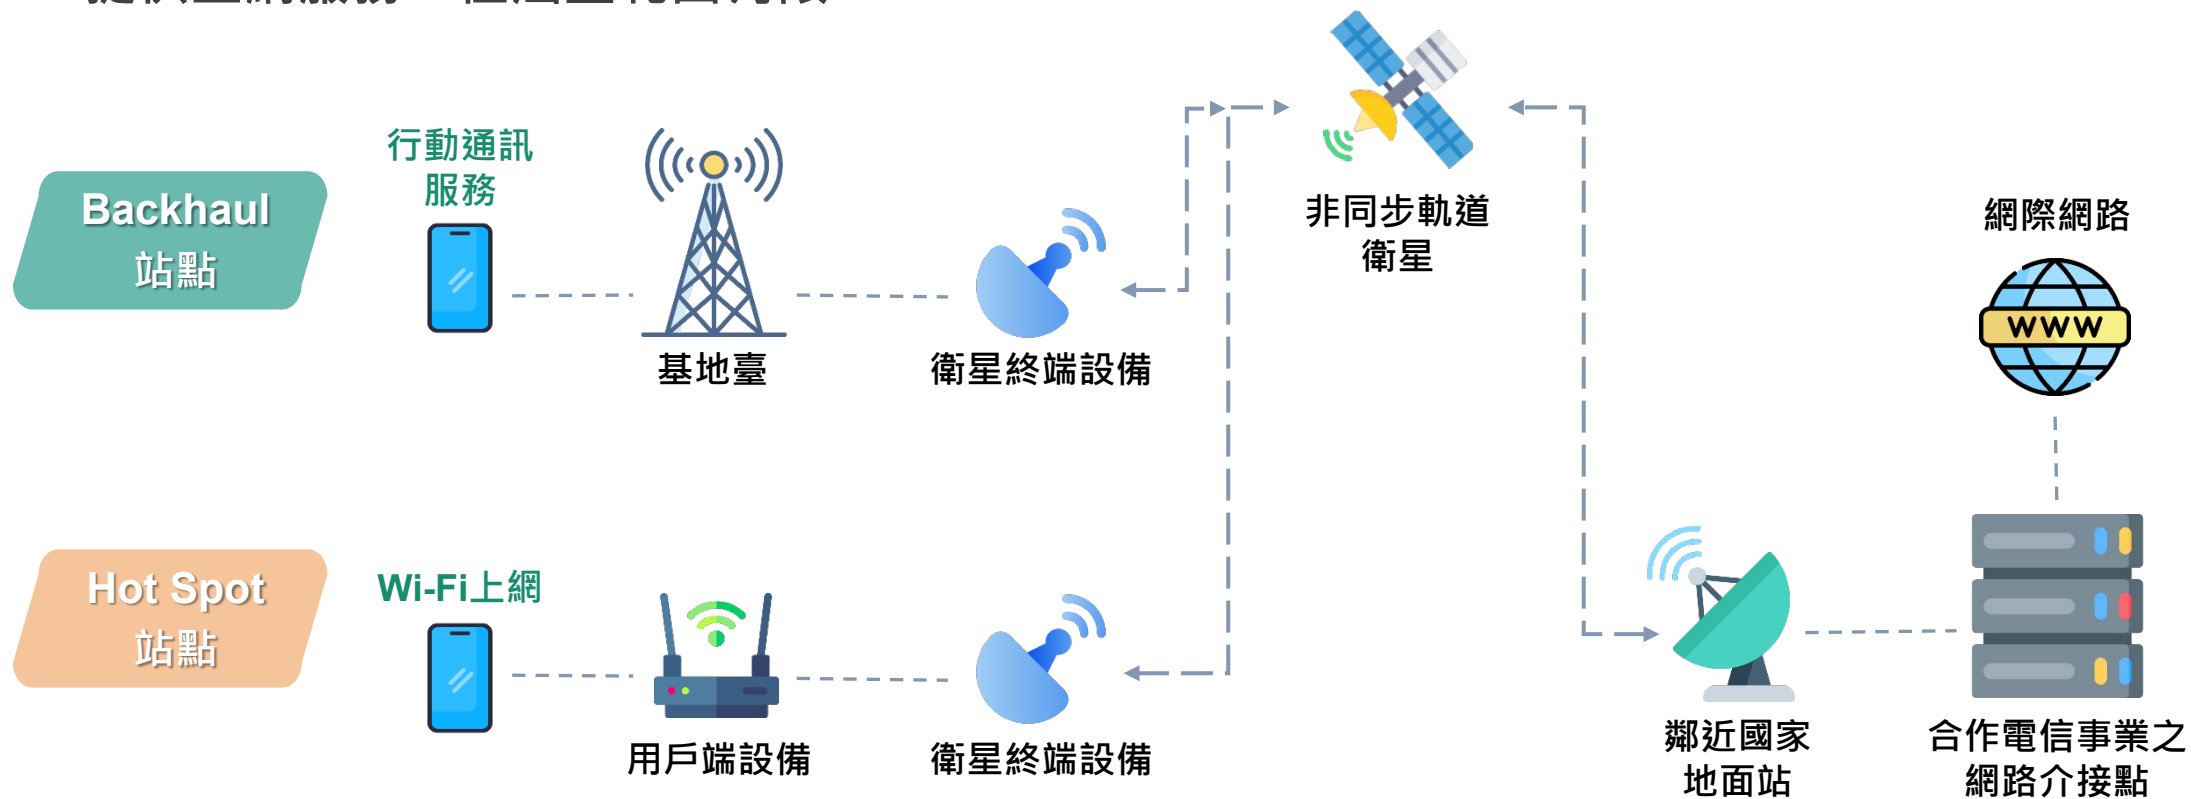 行動通訊
服務
Backhaul
站點
基地臺
衛星終端設備
非同步軌道
衛星
網際網路
WWW
Hot Spot
站點
Wi-Fi上網
用戶端設備
衛星終端設備
鄰近國家
地面站
合作電信事業之
網路介接點